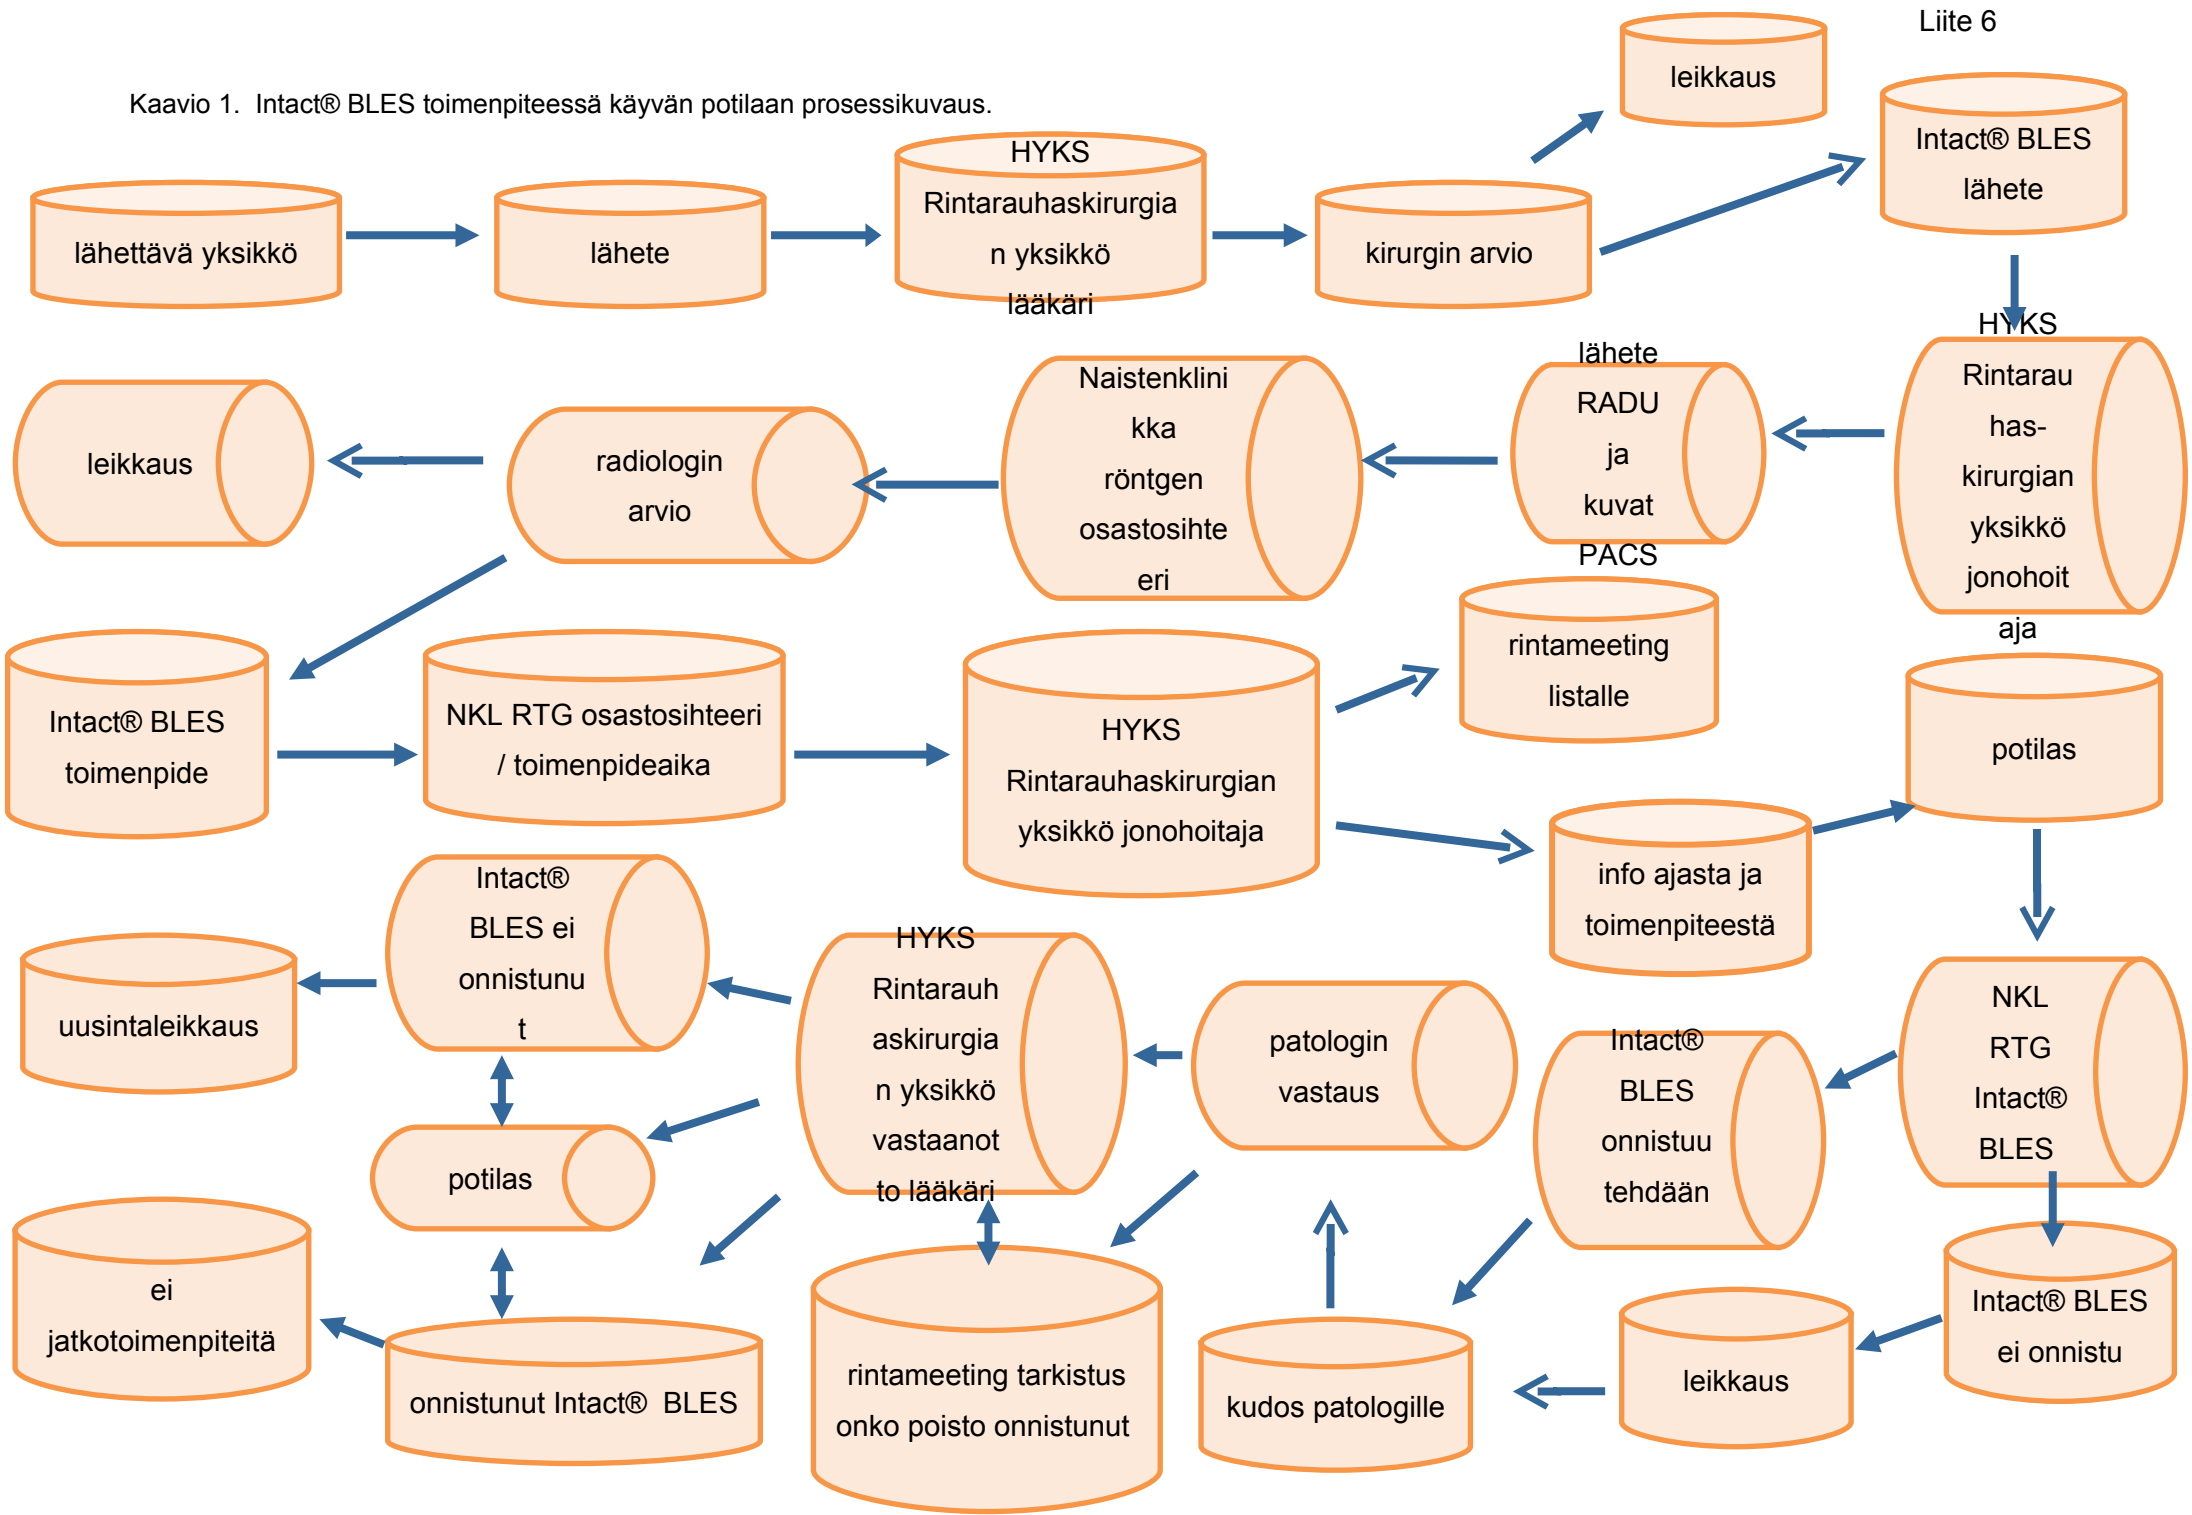 Liite 6
Kaavio 1. Intact® BLES toimenpiteessä käyvän potilaan prosessikuvaus.
lähettävä yksikkö
lähete
HYKS
Rintarauhaskirurgia
n yksikkö
lääkäri
kirurgin arvio
leikkaus
Intact® BLES
lähete
HYKS
Rintarau
has-
kirurgian
yksikkö
jonohoit
aja
lähete
RADU
ja
kuvat
PACS
Naistenklini
kka
röntgen
osastosihte
eri
radiologin
arvio
leikkaus
Intact® BLES
toimenpide
NKL RTG osastosihteeri
/ toimenpideaika
HYKS
Rintarauhaskirurgian
yksikkö jonohoitaja
rintameeting
listalle
info ajasta ja
toimenpiteestä
potilas
NKL
RTG
Intact®
BLES
Intact®
BLES
onnistuu
tehdään
Intact® BLES
ei onnistu
leikkaus
kudos patologille
patologin
vastaus
rintameeting tarkistus
onko poisto onnistunut
HYKS
Rintarauh
askirurgia
n yksikkö
vastaanot
to lääkäri
Intact®
BLES ei
onnistunu
t
uusintaleikkaus
potilas
onnistunut Intact® BLES
ei
jatkotoimenpiteitä